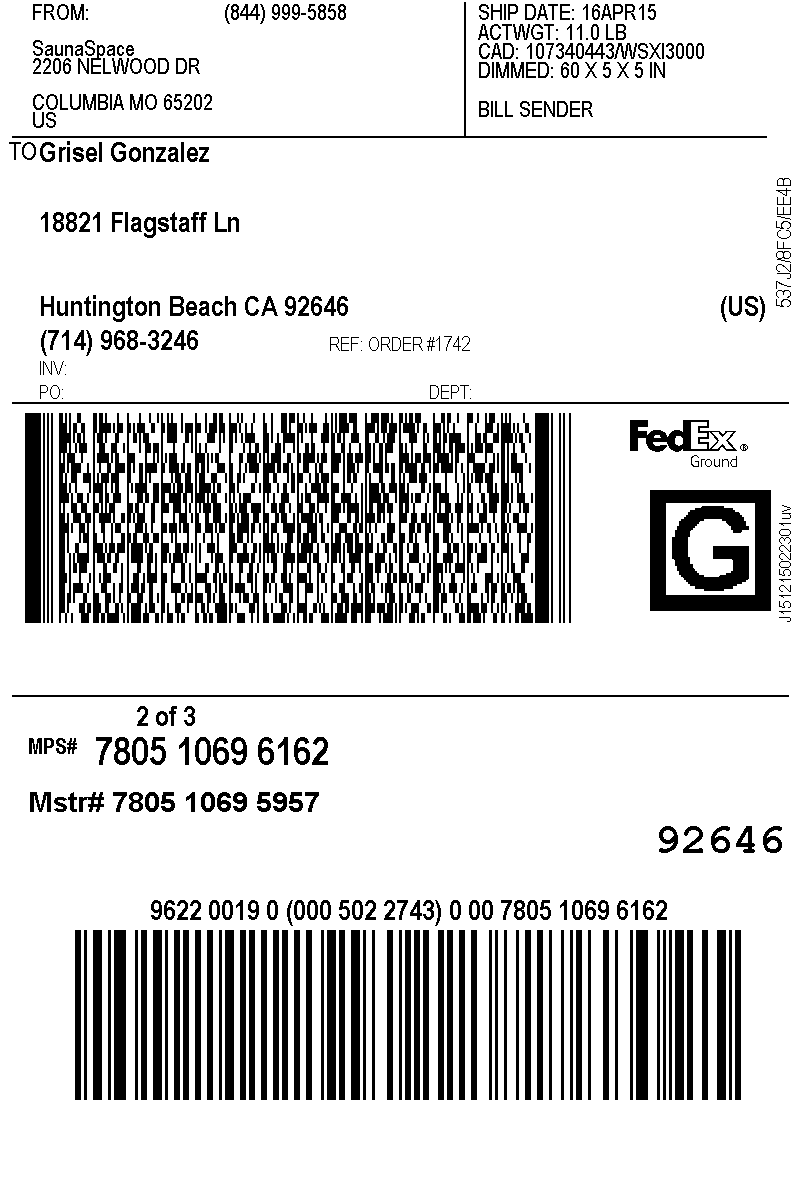 FROM: (844) 999-5858
SaunaSpace
2206 NELWOOD DR
COLUMBIA MO 65202
US
SHIP DATE: 16APR15
ACTWGT: 11.0 LB
CAD: 107340443/WSXI3000
DIMMED: 60 X 5 X 5 IN
BILL SENDER
TO Grisel Gonzalez
18821 Flagstaff Ln
Huntington Beach CA 92646 (US)
(714) 968-3246 REF: ORDER #1742
INV:
PO: DEPT:
537J2/8FC5/EE4B
FedEx®
Ground
G
J151215022301uv
2 of 3
MPS# 7805 1069 6162
Mstr# 7805 1069 5957
92646
9622 0019 0 (000 502 2743) 0 00 7805 1069 6162